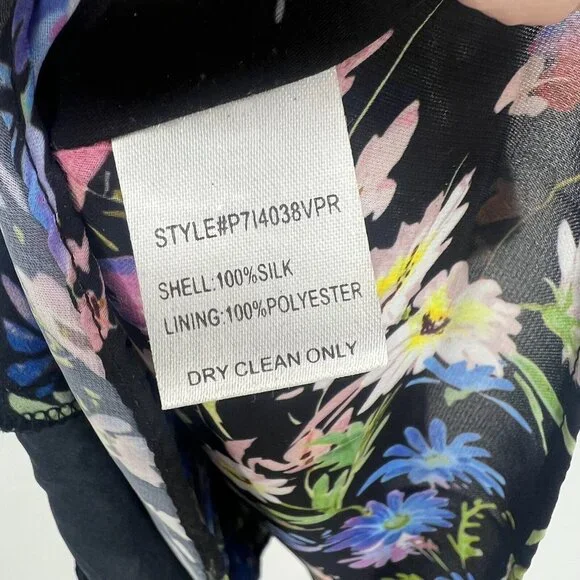 STYLE#P7I4038VPR
SHELL:100%SILK
LINING:100%POLYESTER
DRY CLEAN ONLY